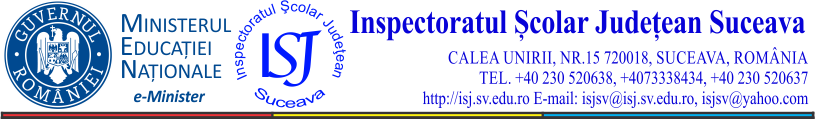 GUVERNUL ROMÂNIEI
MINISTERUL
EDUCAȚIEI
NAȚIONALE
e-Minister
Inspectoratul Școlar Județean
ISJ
Suceava
Inspectoratul Școlar Județean Suceava
CALEA UNIRII, NR.15 720018, SUCEAVA, ROMÂNIA
TEL. +40 230 520638, +4073338434, +40 230 520637
http://isj.sv.edu.ro E-mail: isjsv@isj.sv.edu.ro, isjsv@yahoo.com